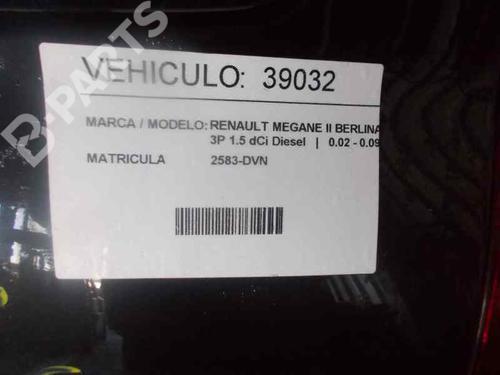 B-PARTS
VEHICULO: 39032
MARCA / MODELO: RENAULT MEGANE II BERLINA
3P 1.5 dCi Diesel | 0.02 - 0.09
MATRICULA 2583-DVN
B-PARTS